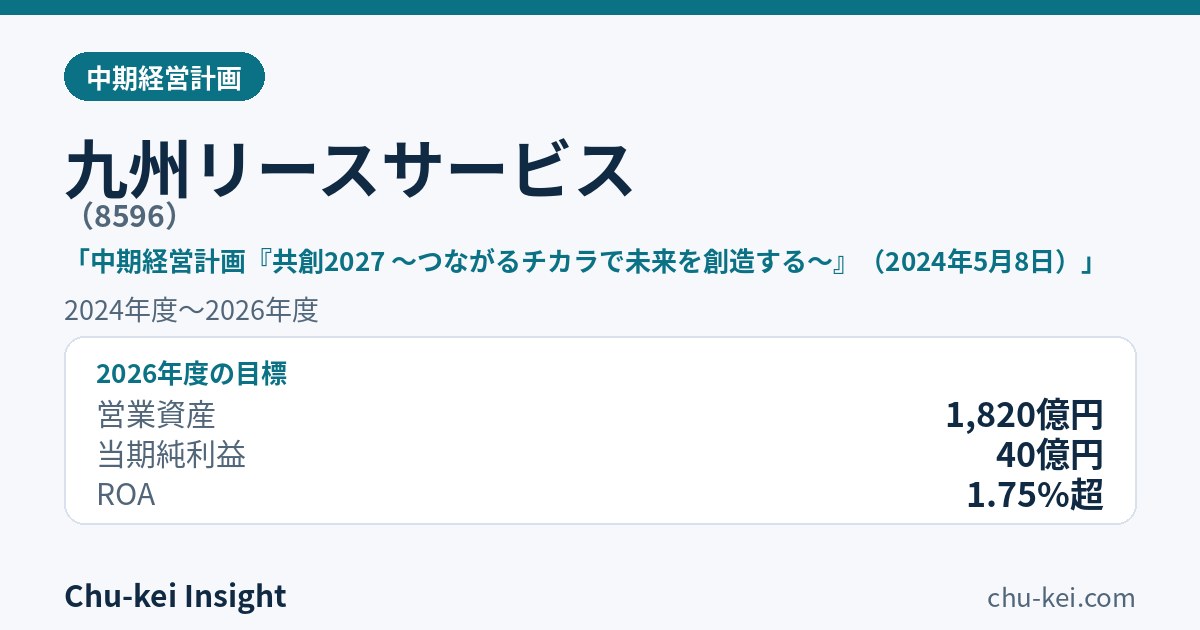 中期経営計画
九州リースサービス
（8596）
「中期経営計画『共創2027 〜つながるチカラで未来を創造する〜』（2024年5月8日）」
2024年度〜2026年度
2026年度の目標
営業資産 1,820億円
当期純利益 40億円
ROA 1.75%超
Chu-kei Insight chu-kei.com